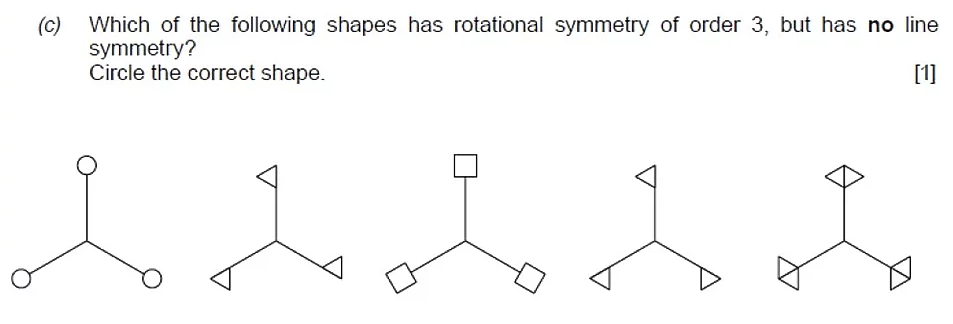 (c) Which of the following shapes has rotational symmetry of order 3, but has no line
symmetry?
Circle the correct shape. [1]